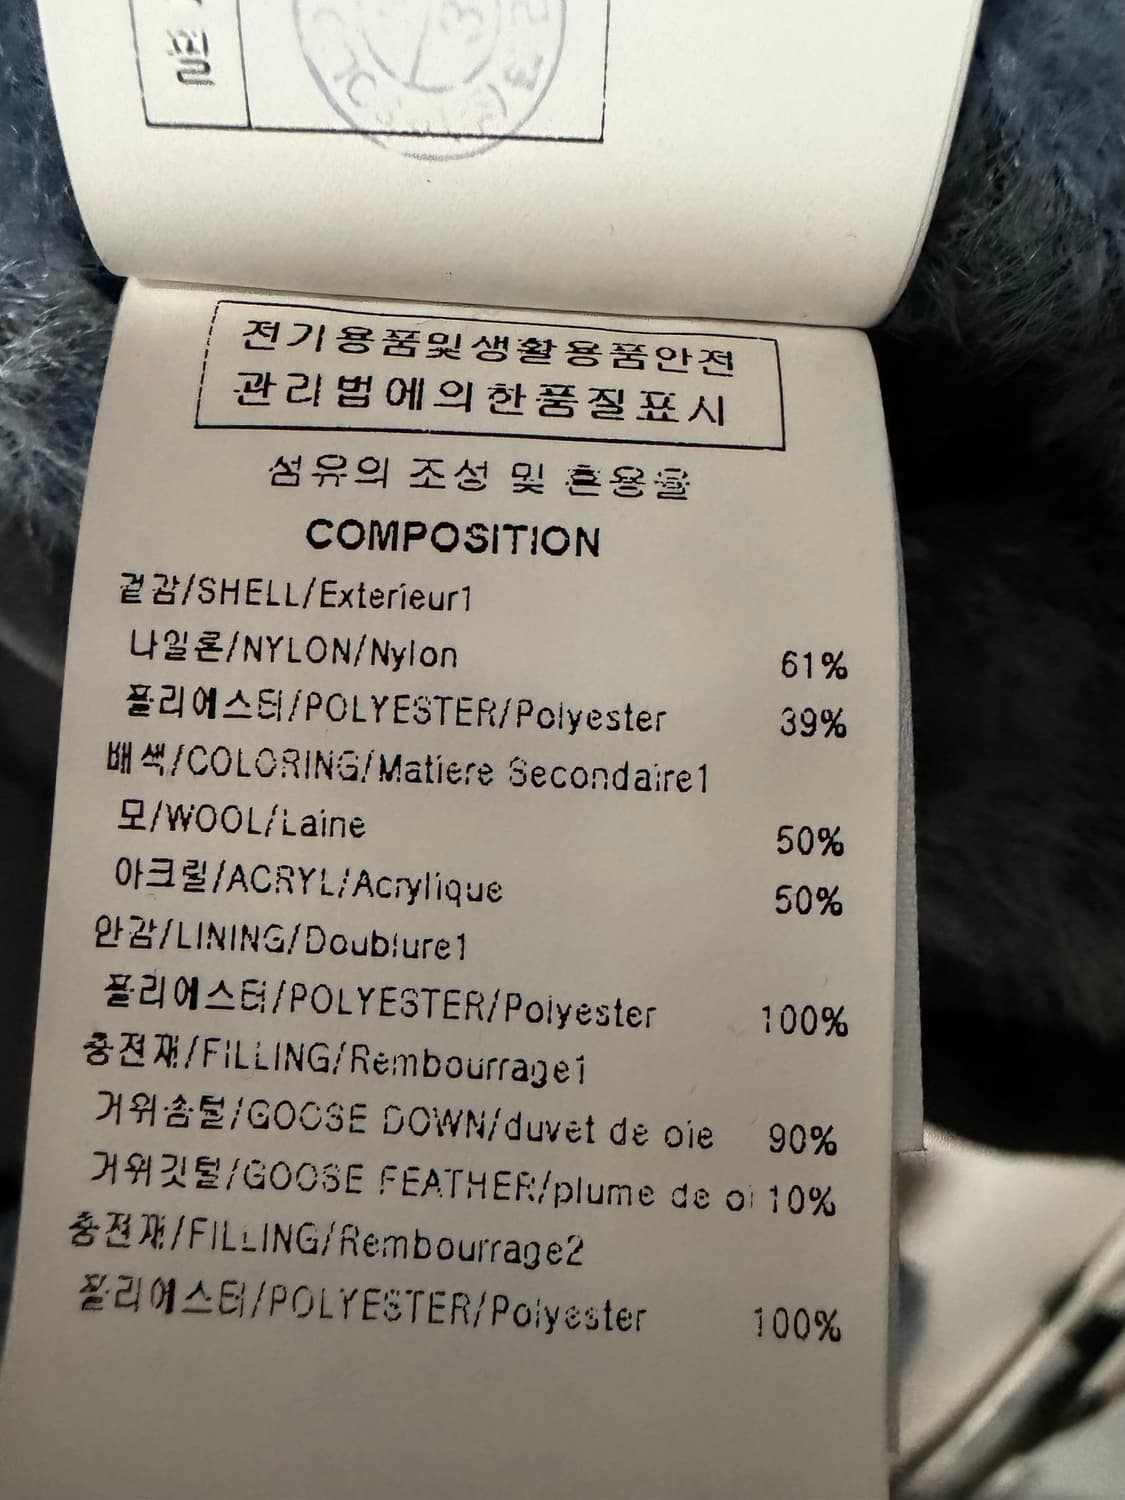 전기용품및생활용품안전
관리법에의한품질표시
섬유의 조성 및 혼용율
COMPOSITION
겉감/SHELL/Exterieur1
나일론/NYLON/Nylon 61%
폴리에스터/POLYESTER/Polyester 39%
배색/COLORING/Matiere Secondaire1
모/WOOL/Laine 50%
아크릴/ACRYL/Acrylique 50%
안감/LINING/Doublure1
폴리에스터/POLYESTER/Polyester 100%
충전재/FILLING/Rembourrage1
거위솜털/GOOSE DOWN/duvet de oie 90%
거위깃털/GOOSE FEATHER/plume de oi 10%
충전재/FILLING/Rembourrage2
폴리에스터/POLYESTER/Polyester 100%